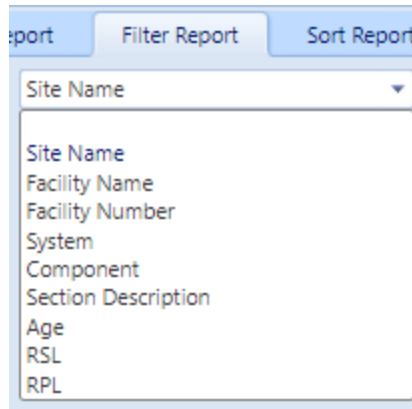 eport Filter Report Sort Report
Site Name
Site Name
Facility Name
Facility Number
System
Component
Section Description
Age
RSL
RPL